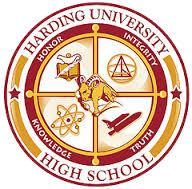 HARDING UNIVERSITY
HONOR
INTEGRITY
KNOWLEDGE
TRUTH
HIGH SCHOOL